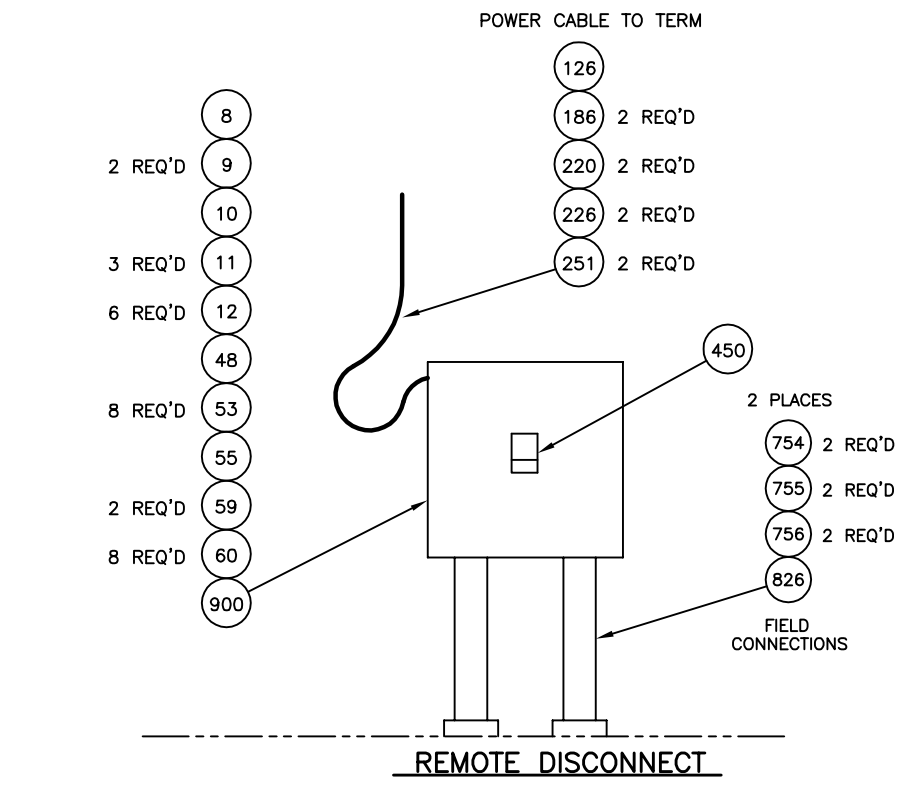 POWER CABLE TO TERM
126
186 2 REQ'D
220 2 REQ'D
226 2 REQ'D
251 2 REQ'D
8
2 REQ'D 9
10
3 REQ'D 11
6 REQ'D 12
48
8 REQ'D 53
55
2 REQ'D 59
8 REQ'D 60
900
450
2 PLACES
754 2 REQ'D
755 2 REQ'D
756 2 REQ'D
826
FIELD
CONNECTIONS
REMOTE DISCONNECT